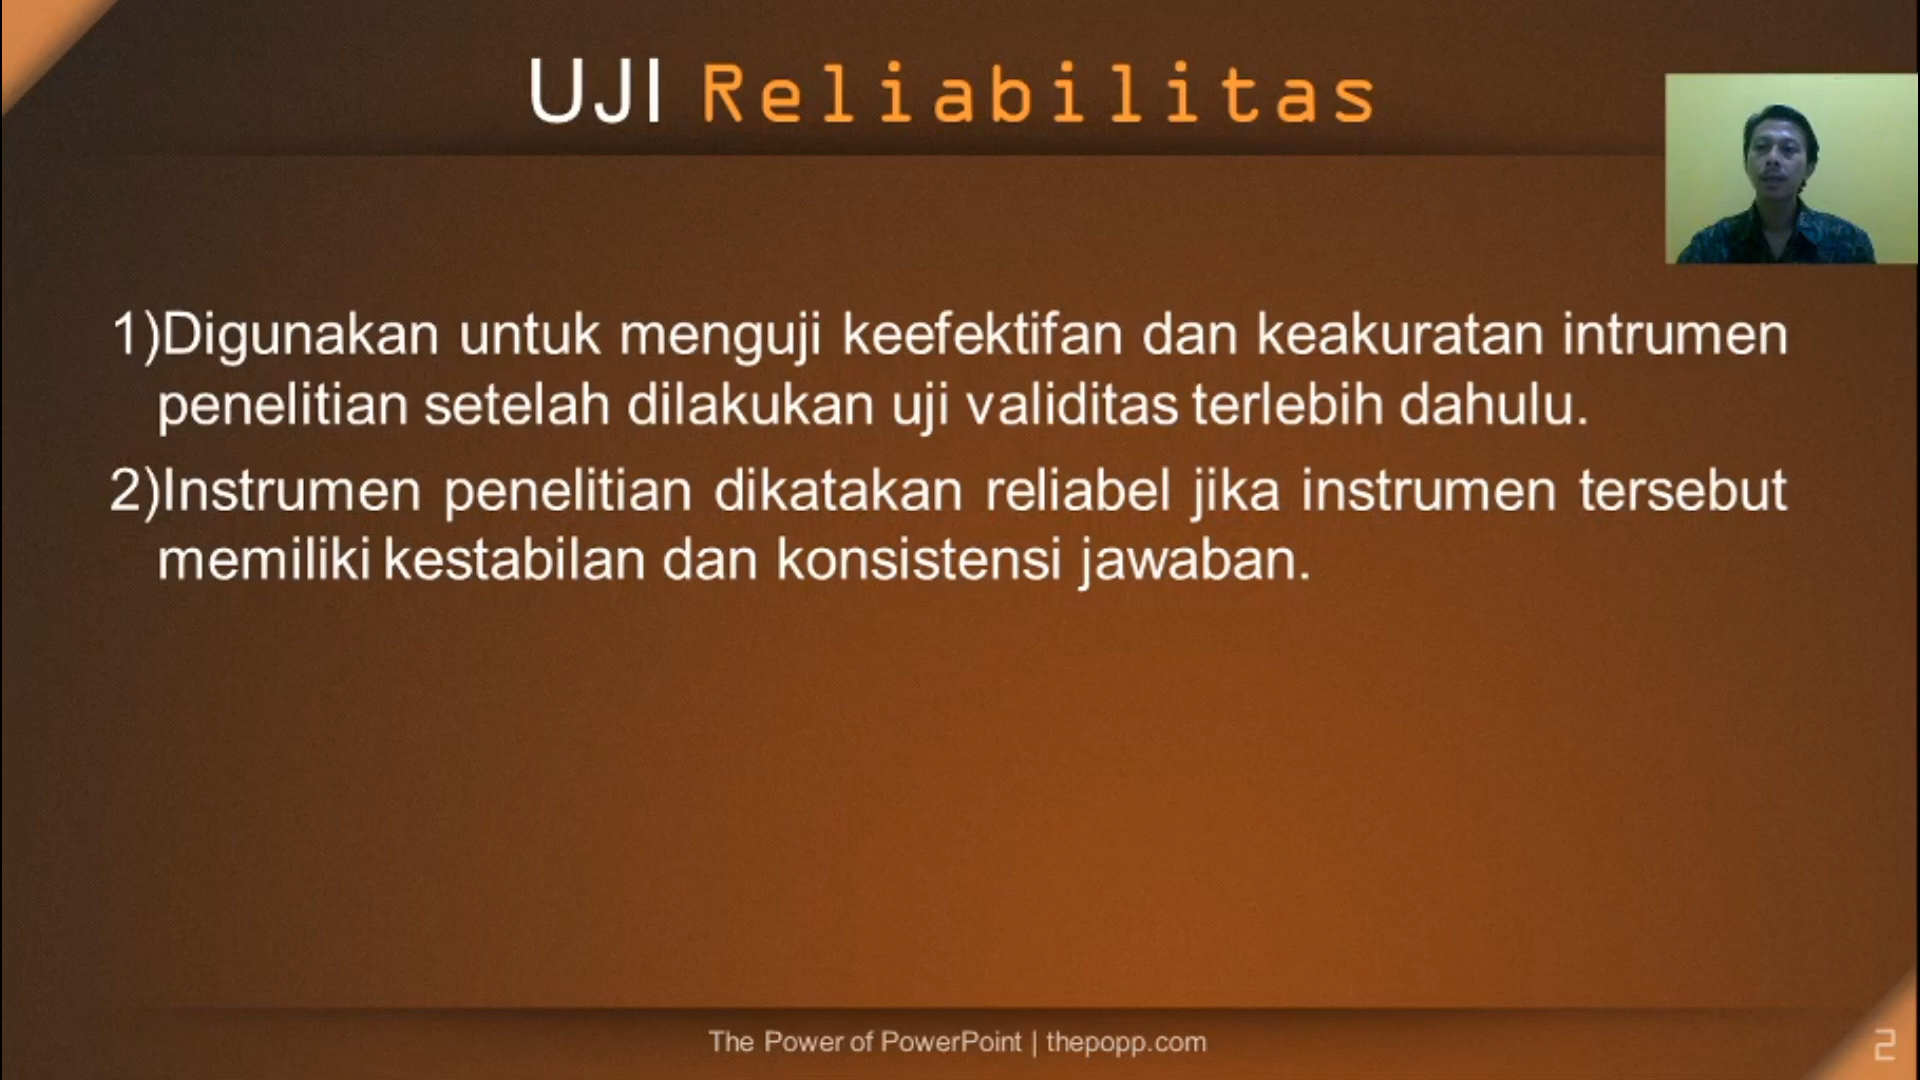 UJI Reliabilitas
1)Digunakan untuk menguji keefektifan dan keakuratan intrumen
penelitian setelah dilakukan uji validitas terlebih dahulu.
2)Instrumen penelitian dikatakan reliabel jika instrumen tersebut
memiliki kestabilan dan konsistensi jawaban.
The Power of PowerPoint | thepopp.com
2